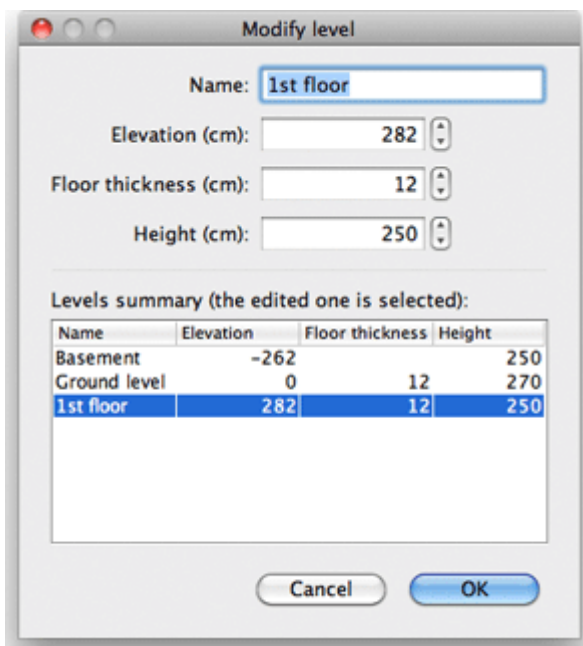 Modify level
Name: 1st floor
Elevation (cm): 282
Floor thickness (cm): 12
Height (cm): 250
Levels summary (the edited one is selected):
Name Elevation Floor thickness Height
Basement -262 250
Ground level 0 12 270
1st floor 282 12 250
Cancel OK